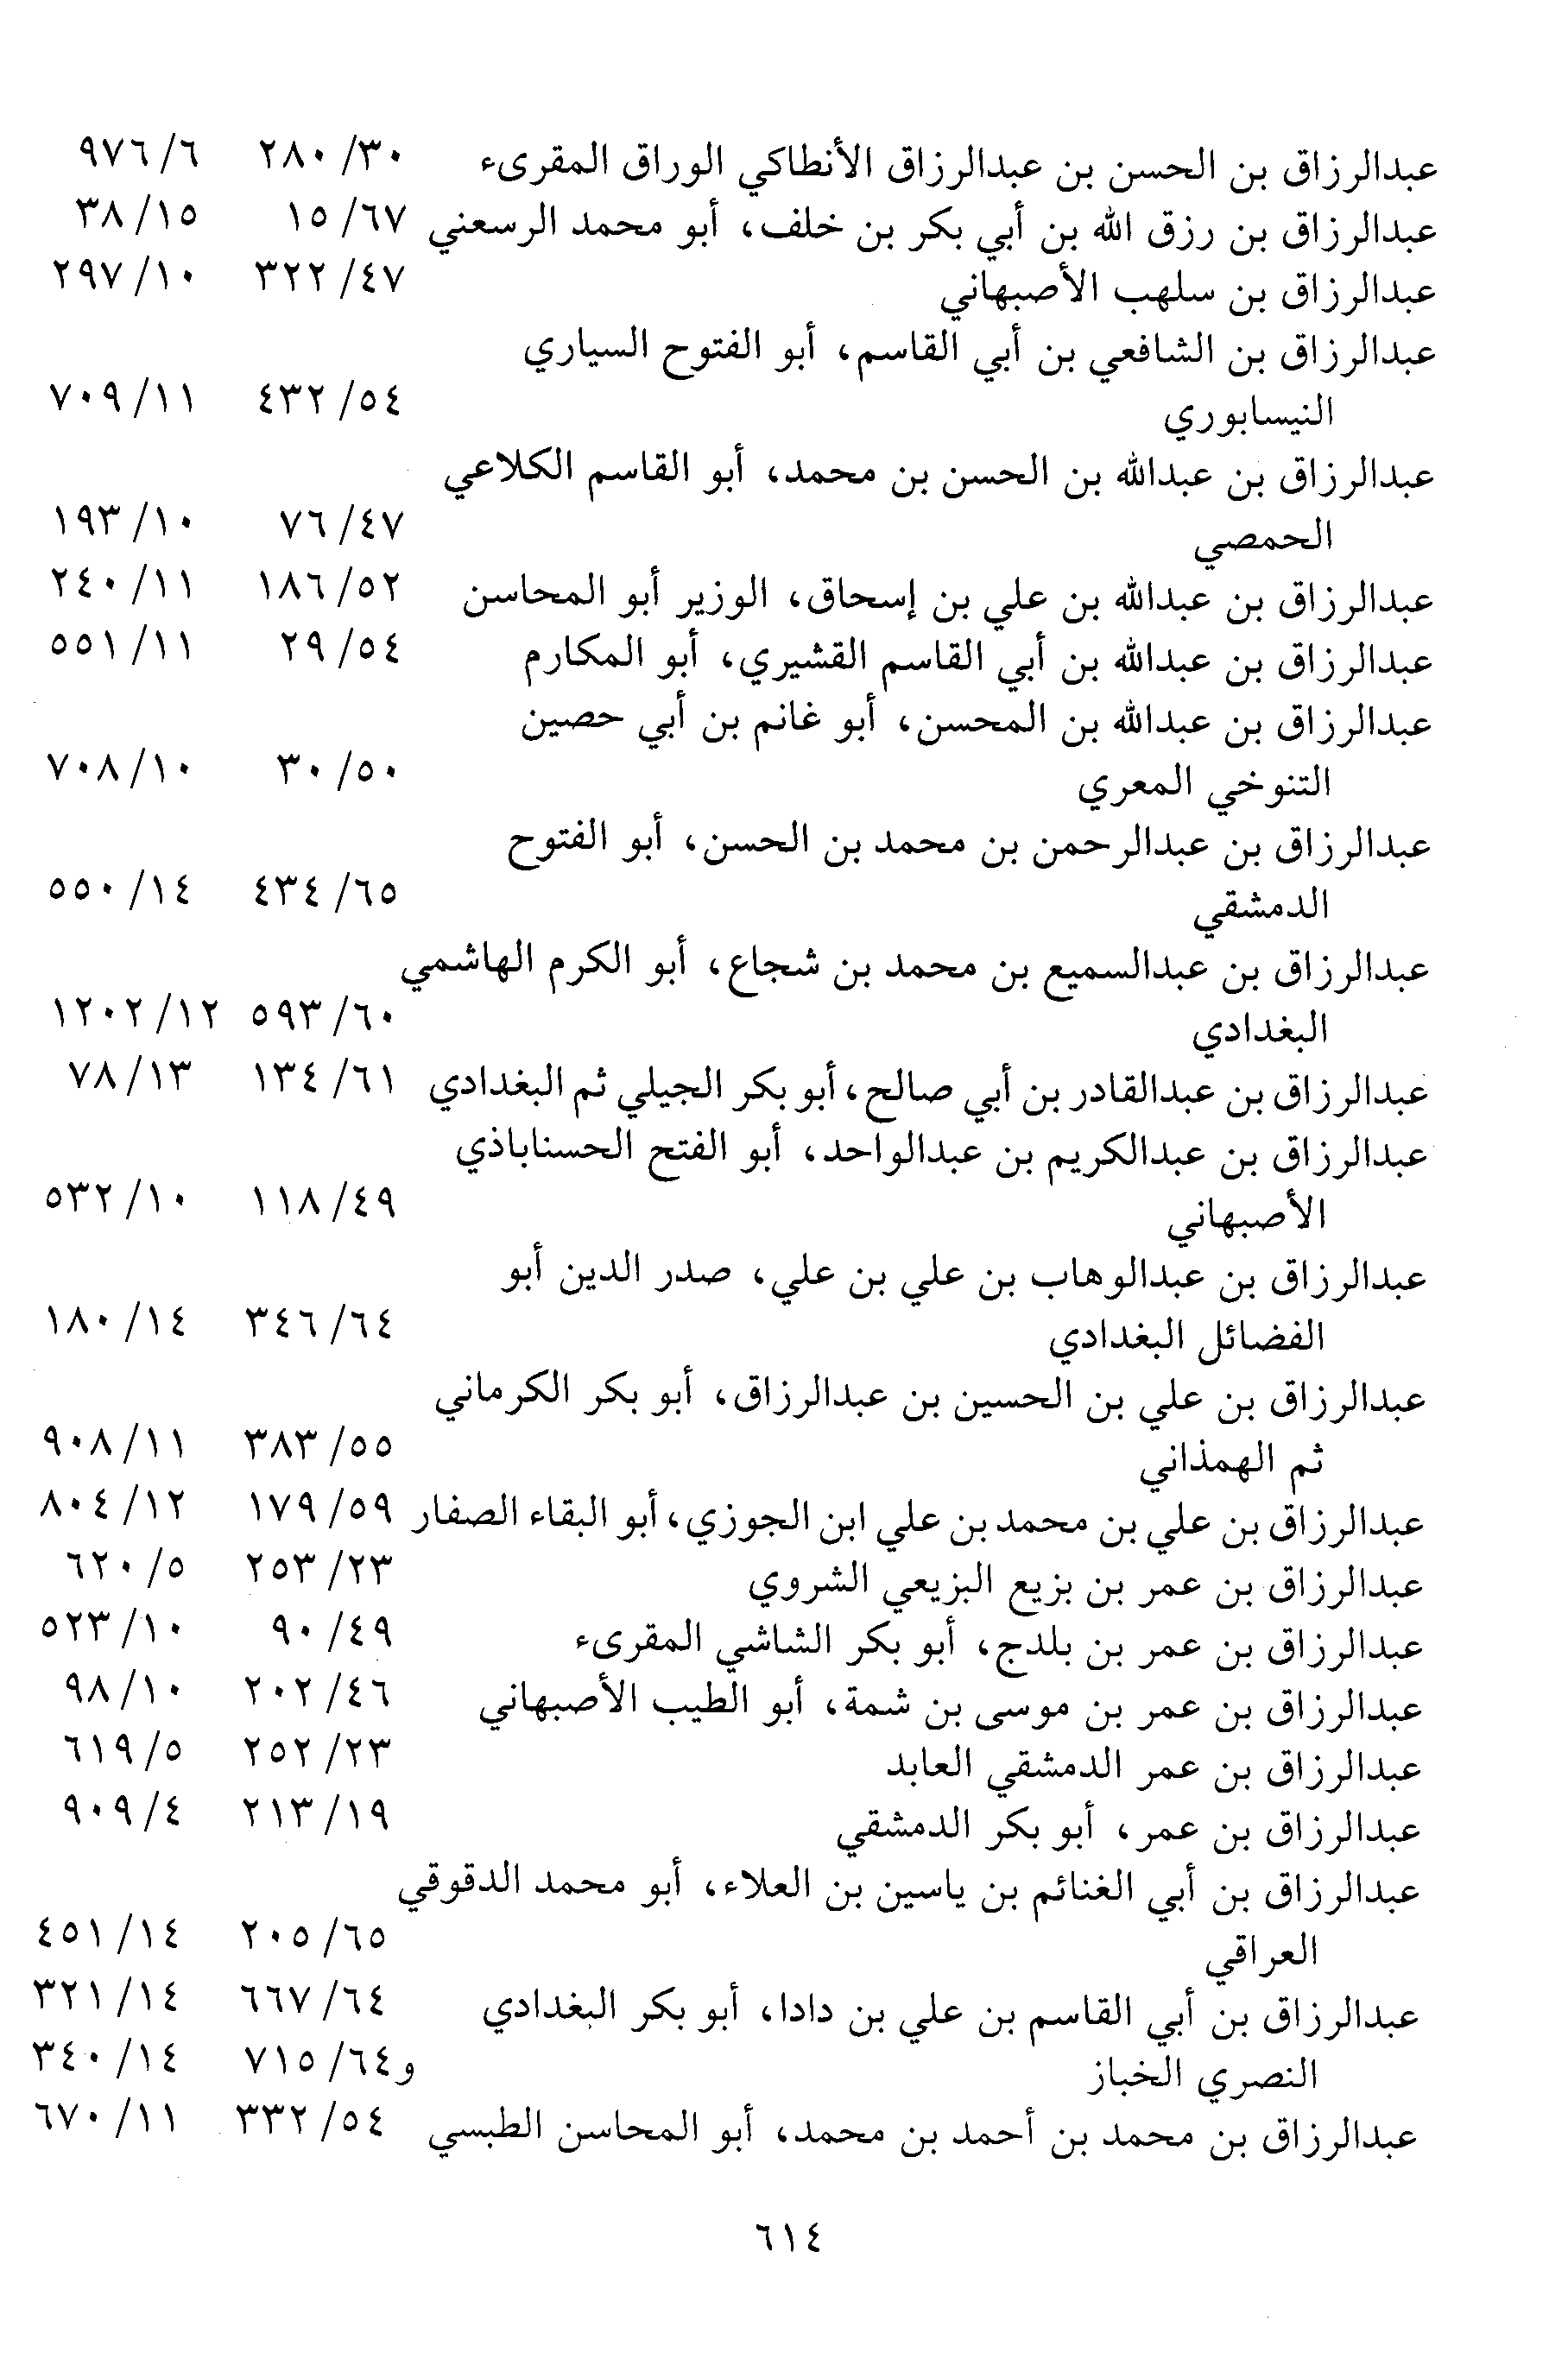 عبدالرزاق بن الحسن بن عبدالرزاق الأنطاكي الوراق المقرىء ٣٠/ ٢٨٠ ٦/ ٩٧٦
عبدالرزاق بن رزق الله بن أبي بكر بن خلف، أبو محمد الرسعني ٦٧/ ١٥ ١٥/ ٣٨
عبدالرزاق بن سلهب الأصبهاني ٤٧/ ٣٢٢ ١٠/ ٢٩٧
عبدالرزاق بن الشافعي بن أبي القاسم، أبو الفتوح السياري
النيسابوري ٥٤/ ٤٣٢ ١١/ ٧٠٩
عبدالرزاق بن عبدالله بن الحسن بن محمد، أبو القاسم الكلاعي
الحمصي ٤٧/ ٧٦ ١٠/ ١٩٣
عبدالرزاق بن عبدالله بن علي بن إسحاق، الوزير أبو المحاسن ٥٢/ ١٨٦ ١١/ ٢٤٠
عبدالرزاق بن عبدالله بن أبي القاسم القشيري، أبو المكارم ٥٤/ ٢٩ ١١/ ٥٥١
عبدالرزاق بن عبدالله بن المحسن، أبو غانم بن أبي حصين
التنوخي المعري ٥٠/ ٣٠ ١٠/ ٧٠٨
عبدالرزاق بن عبدالرحمن بن محمد بن الحسن، أبو الفتوح
الدمشقي ٦٥/ ٤٣٤ ١٤/ ٥٥٠
عبدالرزاق بن عبدالسميع بن محمد بن شجاع، أبو الكرم الهاشمي
البغدادي ٦٠/ ٥٩٣ ١٢/ ١٢٠٢
عبدالرزاق بن عبدالقادر بن أبي صالح، أبو بكر الجيلي ثم البغدادي ٦١/ ١٣٤ ١٣/ ٧٨
عبدالرزاق بن عبدالكريم بن عبدالواحد، أبو الفتح الحسناباذي
الأصبهاني ٤٩/ ١١٨ ١٠/ ٥٣٢
عبدالرزاق بن عبدالوهاب بن علي بن علي، صدر الدين أبو
الفضائل البغدادي ٦٤/ ٣٤٦ ١٤/ ١٨٠
عبدالرزاق بن علي بن الحسين بن عبدالرزاق، أبو بكر الكرماني
ثم الهمذاني ٥٥/ ٣٨٣ ١١/ ٩٠٨
عبدالرزاق بن علي بن محمد بن علي ابن الجوزي، أبو البقاء الصفار ٥٩/ ١٧٩ ١٢/ ٨٠٤
عبدالرزاق بن عمر بن بزيع البزيعي الشروي ٢٣/ ٢٥٣ ٥/ ٦٢٠
عبدالرزاق بن عمر بن بلدج، أبو بكر الشاشي المقرىء ٤٩/ ٩٠ ١٠/ ٥٢٣
عبدالرزاق بن عمر بن موسى بن شمة، أبو الطيب الأصبهاني ٤٦/ ٢٠٢ ١٠/ ٩٨
عبدالرزاق بن عمر الدمشقي العابد ٢٣/ ٢٥٢ ٥/ ٦١٩
عبدالرزاق بن عمر، أبو بكر الدمشقي ١٩/ ٢١٣ ٤/ ٩٠٩
عبدالرزاق بن أبي الغنائم بن ياسين بن العلاء، أبو محمد الدقوقي
العراقي ٦٥/ ٢٠٥ ١٤/ ٤٥١
عبدالرزاق بن أبي القاسم بن علي بن دادا، أبو بكر البغدادي ٦٤/ ٦٦٧ ١٤/ ٣٢١
النصري الخباز و٦٤/ ٧١٥ ١٤/ ٣٤٠
عبدالرزاق بن محمد بن أحمد بن محمد، أبو المحاسن الطبسي ٥٤/ ٣٣٢ ١١/ ٦٧٠
٦١٤